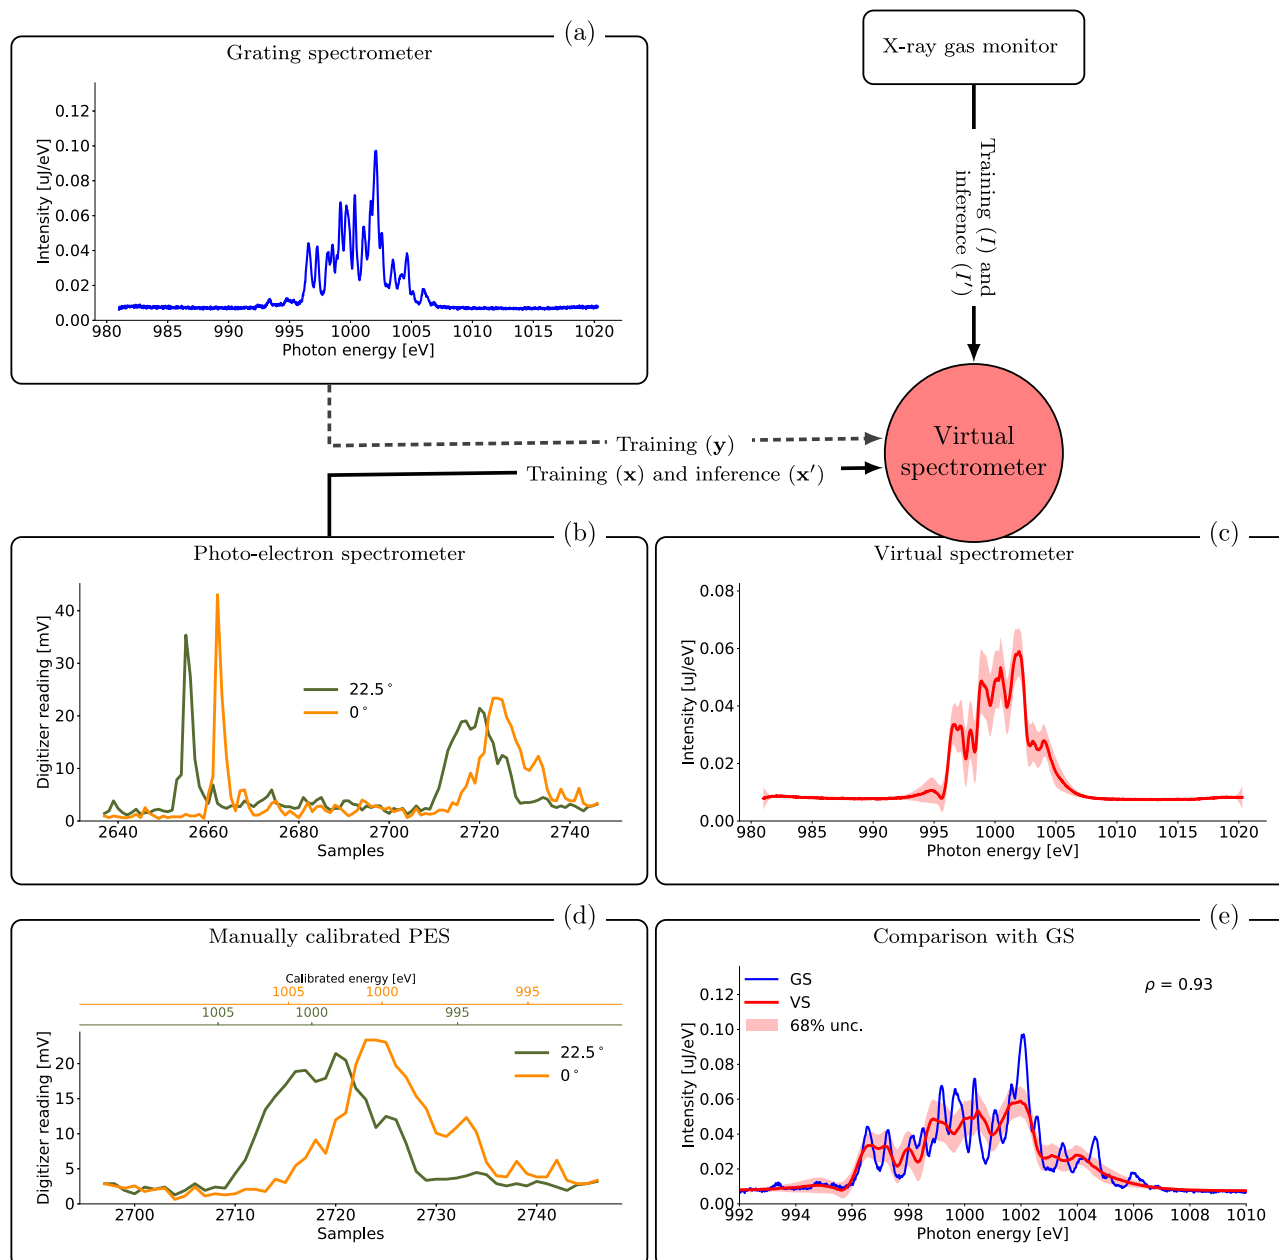 (a)
Grating spectrometer
Intensity [uJ/eV]
0.12
0.10
0.08
0.06
0.04
0.02
0.00
980 985 990 995 1000 1005 1010 1015 1020
Photon energy [eV]
X-ray gas monitor
Training (I) and
inference (I′)
Training (y)
Training (x) and inference (x′)
Virtual
spectrometer
(b)
Photo-electron spectrometer
Digitizer reading [mV]
40
30
20
10
0
22.5°
0°
2640 2660 2680 2700 2720 2740
Samples
(c)
Virtual spectrometer
Intensity [uJ/eV]
0.08
0.06
0.04
0.02
0.00
980 985 990 995 1000 1005 1010 1015 1020
Photon energy [eV]
(d)
Manually calibrated PES
Calibrated energy [eV]
1005 1000 995
1005 1000 995
Digitizer reading [mV]
20
15
10
5
0
22.5°
0°
2700 2710 2720 2730 2740
Samples
(e)
Comparison with GS
Intensity [uJ/eV]
0.12
0.10
0.08
0.06
0.04
0.02
0.00
GS
VS
68% unc.
ρ = 0.93
992 994 996 998 1000 1002 1004 1006 1008 1010
Photon energy [eV]